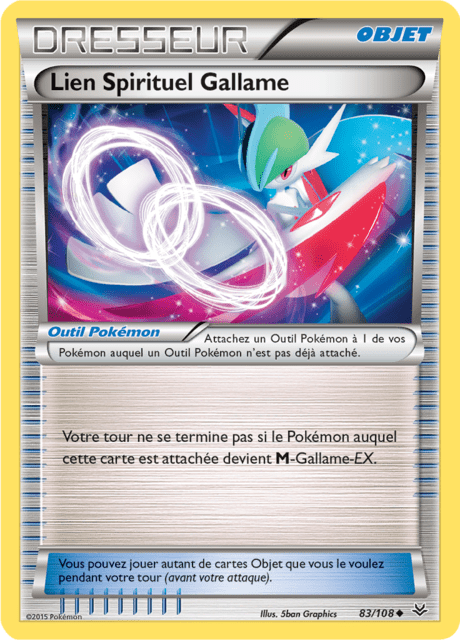 DRESSEUR
OBJET
Lien Spirituel Gallame
Outil Pokémon
Attachez un Outil Pokémon à 1 de vos
Pokémon auquel un Outil Pokémon n'est pas déjà attaché.
Votre tour ne se termine pas si le Pokémon auquel
cette carte est attachée devient M-Gallame-EX.
Vous pouvez jouer autant de cartes Objet que vous le voulez
pendant votre tour (avant votre attaque).
©2015 Pokémon
Illus. 5ban Graphics
83/108